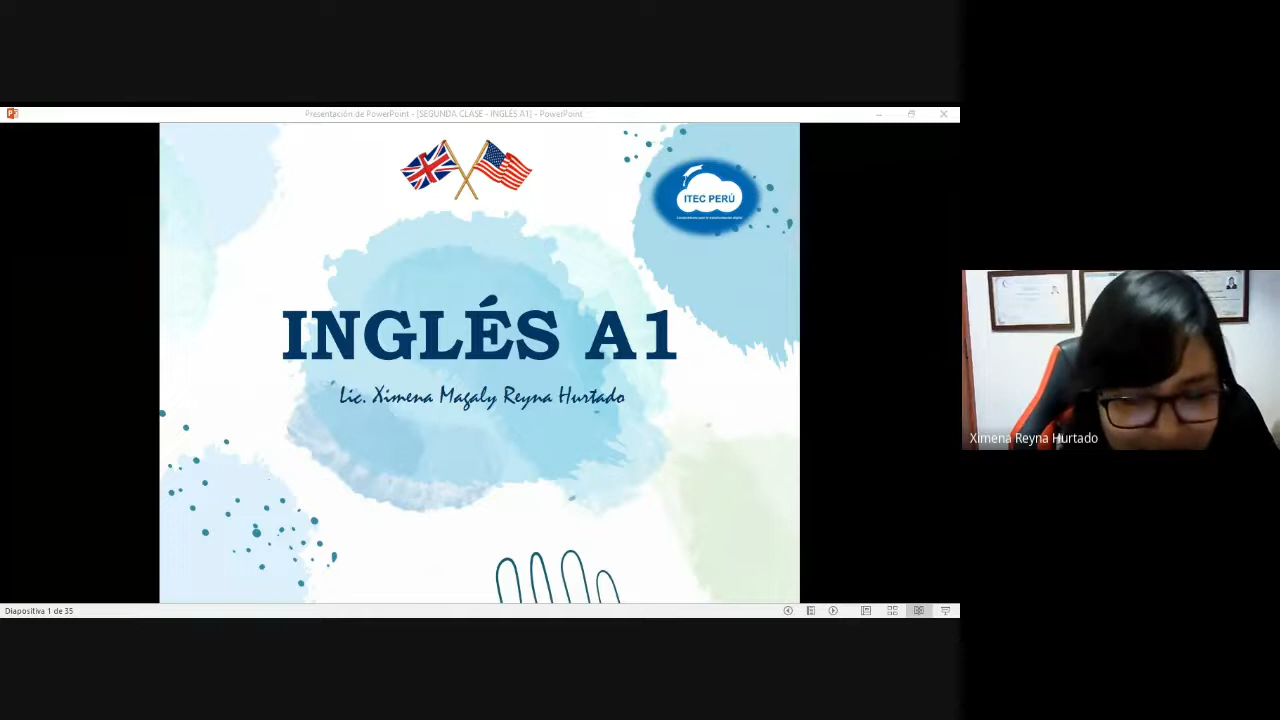 Presentación de PowerPoint - [SEGUNDA CLASE - INGLÉS A1] - PowerPoint
ITEC PERÚ
INGLÉS A1
Lic. Ximena Magaly Reyna Hurtado
Ximena Reyna Hurtado
Diapositiva 1 de 35